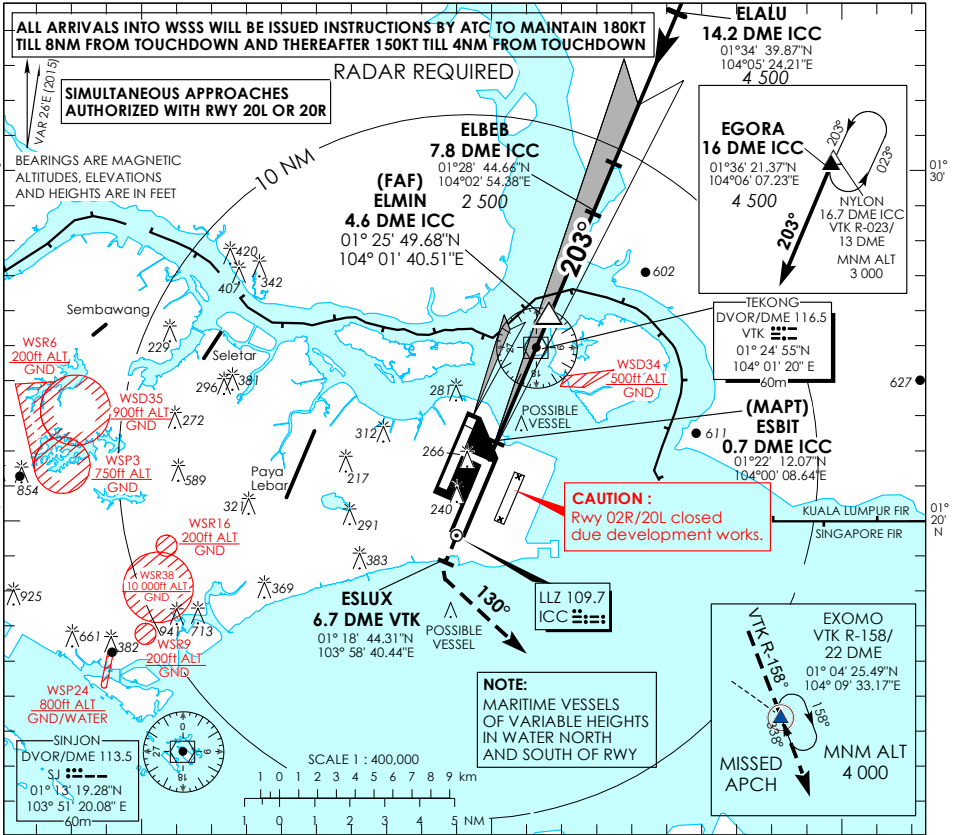 ALL ARRIVALS INTO WSSS WILL BE ISSUED INSTRUCTIONS BY ATC TO MAINTAIN 180KT
TILL 8NM FROM TOUCHDOWN AND THEREAFTER 150KT TILL 4NM FROM TOUCHDOWN
RADAR REQUIRED
SIMULTANEOUS APPROACHES
AUTHORIZED WITH RWY 20L OR 20R
VAR 26'E (2015)
BEARINGS ARE MAGNETIC
ALTITUDES, ELEVATIONS
AND HEIGHTS ARE IN FEET
10 NM
ELALU
14.2 DME ICC
01°34' 39.87"N
104°05' 24.21"E
4 500
ELBEB
7.8 DME ICC
01°28' 44.66"N
104°02' 54.38"E
2 500
(FAF)
ELMIN
4.6 DME ICC
01° 25' 49.68"N
104° 01' 40.51"E
203°
EGORA
16 DME ICC
01°36' 21.37"N
104°06' 07.23"E
4 500
203°
023°
203°
NYLON
16.7 DME ICC
VTK R-023/
13 DME
MNM ALT
3 000
01°
30'
TEKONG
DVOR/DME 116.5
VTK
01° 24' 55"N
104° 01' 20" E
60m
27
9
18
602
627
611
420
407
342
Sembawang
229
Seletar
296
381
WSR6
200ft ALT
GND
WSD35
900ft ALT
GND
WSP3
750ft ALT
GND
854
272
589
312
281
266
217
Paya
Lebar
321
291
240
383
369
WSD34
500ft ALT
GND
POSSIBLE
VESSEL
(MAPT)
ESBIT
0.7 DME ICC
01°22' 12.07"N
104°00' 08.64"E
CAUTION :
Rwy 02R/20L closed
due development works.
KUALA LUMPUR FIR
SINGAPORE FIR
01°
20'
N
WSR16
200ft ALT
GND
WSR38
10 000ft ALT
GND
925
661
382
941
713
WSR9
200ft ALT
GND
WSP24
800ft ALT
GND/WATER
ESLUX
6.7 DME VTK
01° 18' 44.31"N
103° 58' 40.44"E
130°
POSSIBLE
VESSEL
LLZ 109.7
ICC
NOTE:
MARITIME VESSELS
OF VARIABLE HEIGHTS
IN WATER NORTH
AND SOUTH OF RWY
VTK R-158°
EXOMO
VTK R-158/
22 DME
01° 04' 25.49"N
104° 09' 33.17"E
158°
338°
MISSED
APCH
MNM ALT
4 000
SINJON
DVOR/DME 113.5
SJ
01° 13' 19.28"N
103° 51' 20.08" E
60m
0
27
9
18
SCALE 1 : 400,000
1 0 1 2 3 4 5 6 7 8 9 km
1 0 1 2 3 4 5 NM